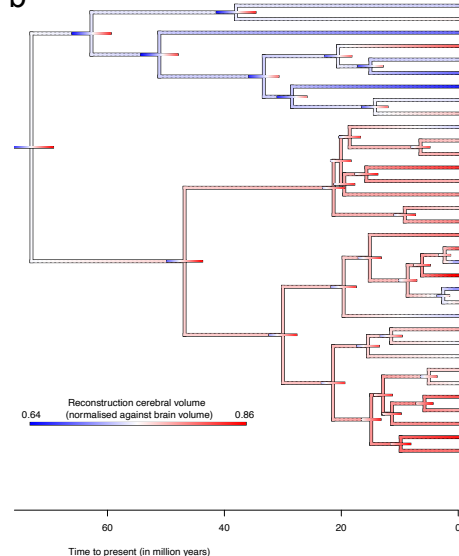 b
Reconstruction cerebral volume
(normalised against brain volume)
0.64 0.86
60 40 20 0
Time to present (in million years)